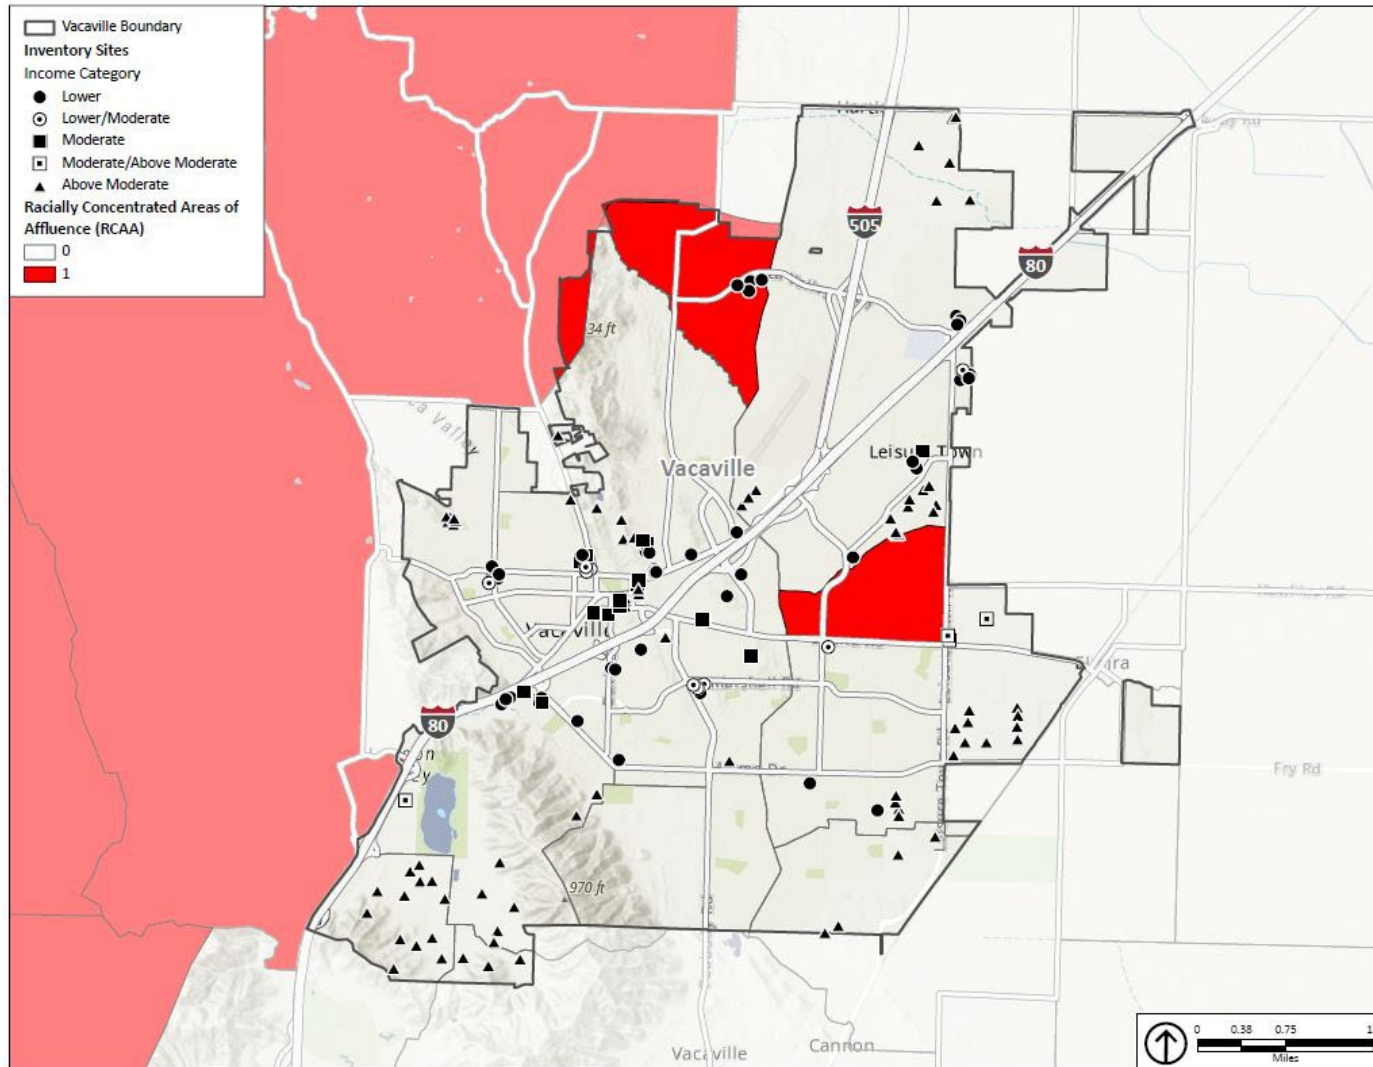 Vacaville Boundary
Inventory Sites
Income Category
Lower
Lower/Moderate
Moderate
Moderate/Above Moderate
Above Moderate
Racially Concentrated Areas of
Affluence (RCAA)
0
1
505
80
34 ft
Vacaville
Leisure Town
Vacaville
80
970 ft
Fry Rd
Vacaville
Cannon
0 0.38 0.75 1
Miles